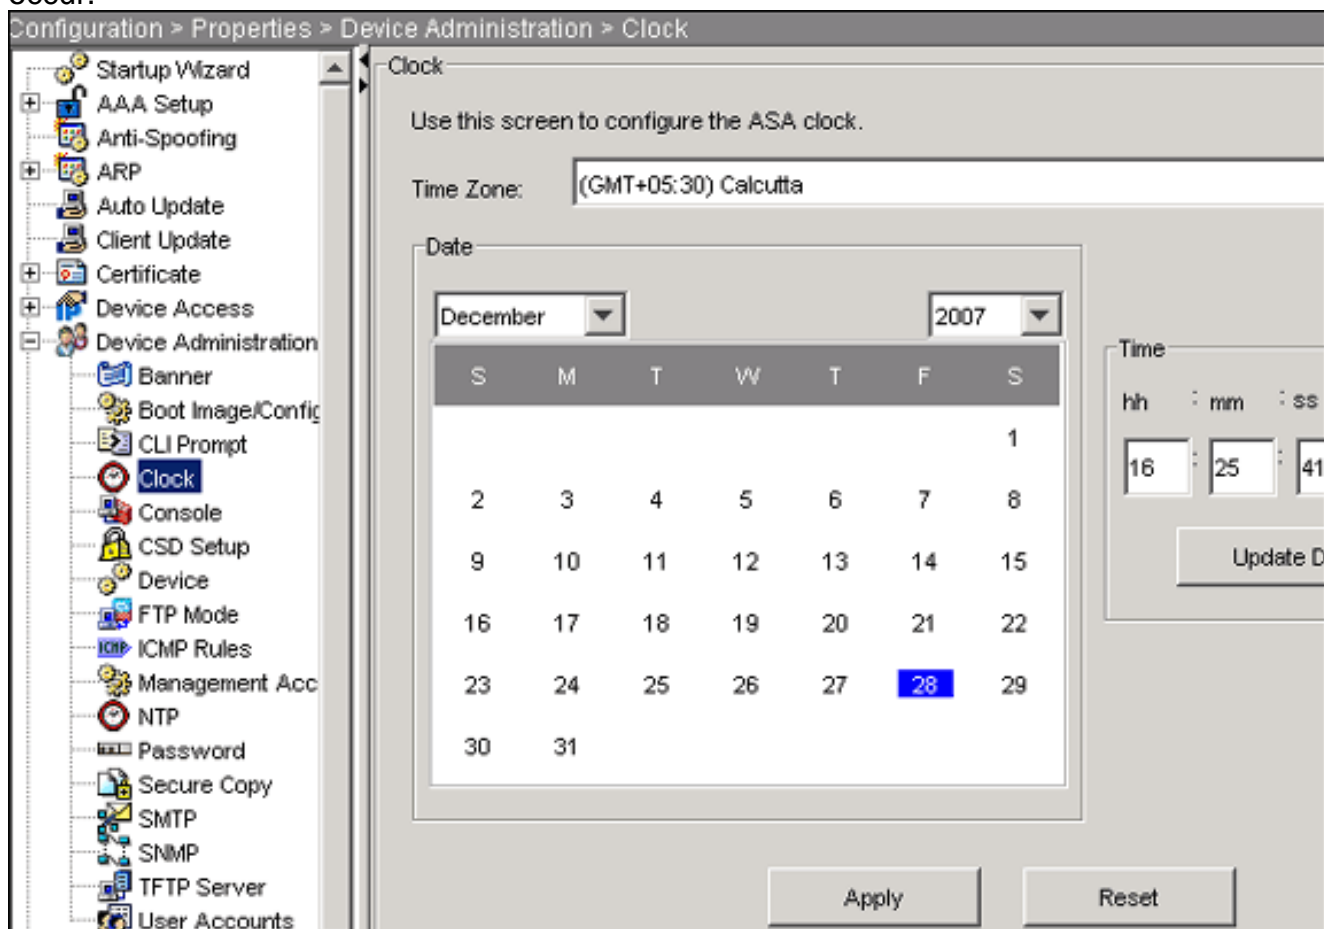 occur.
Configuration > Properties > Device Administration > Clock
Startup Wizard
AAA Setup
Anti-Spoofing
ARP
Auto Update
Client Update
Certificate
Device Access
Device Administration
Banner
Boot Image/Config
CLI Prompt
Clock
Console
CSD Setup
Device
FTP Mode
ICMP ICMP Rules
Management Acc
NTP
Password
Secure Copy
SMTP
SNMP
TFTP Server
User Accounts
Clock
Use this screen to configure the ASA clock.
Time Zone: (GMT+05:30) Calcutta
Date
December 2007
S M T W T F S
1
2 3 4 5 6 7 8
9 10 11 12 13 14 15
16 17 18 19 20 21 22
23 24 25 26 27 28 29
30 31
Time
hh : mm : ss
16 : 25 : 41
Update D
Apply Reset